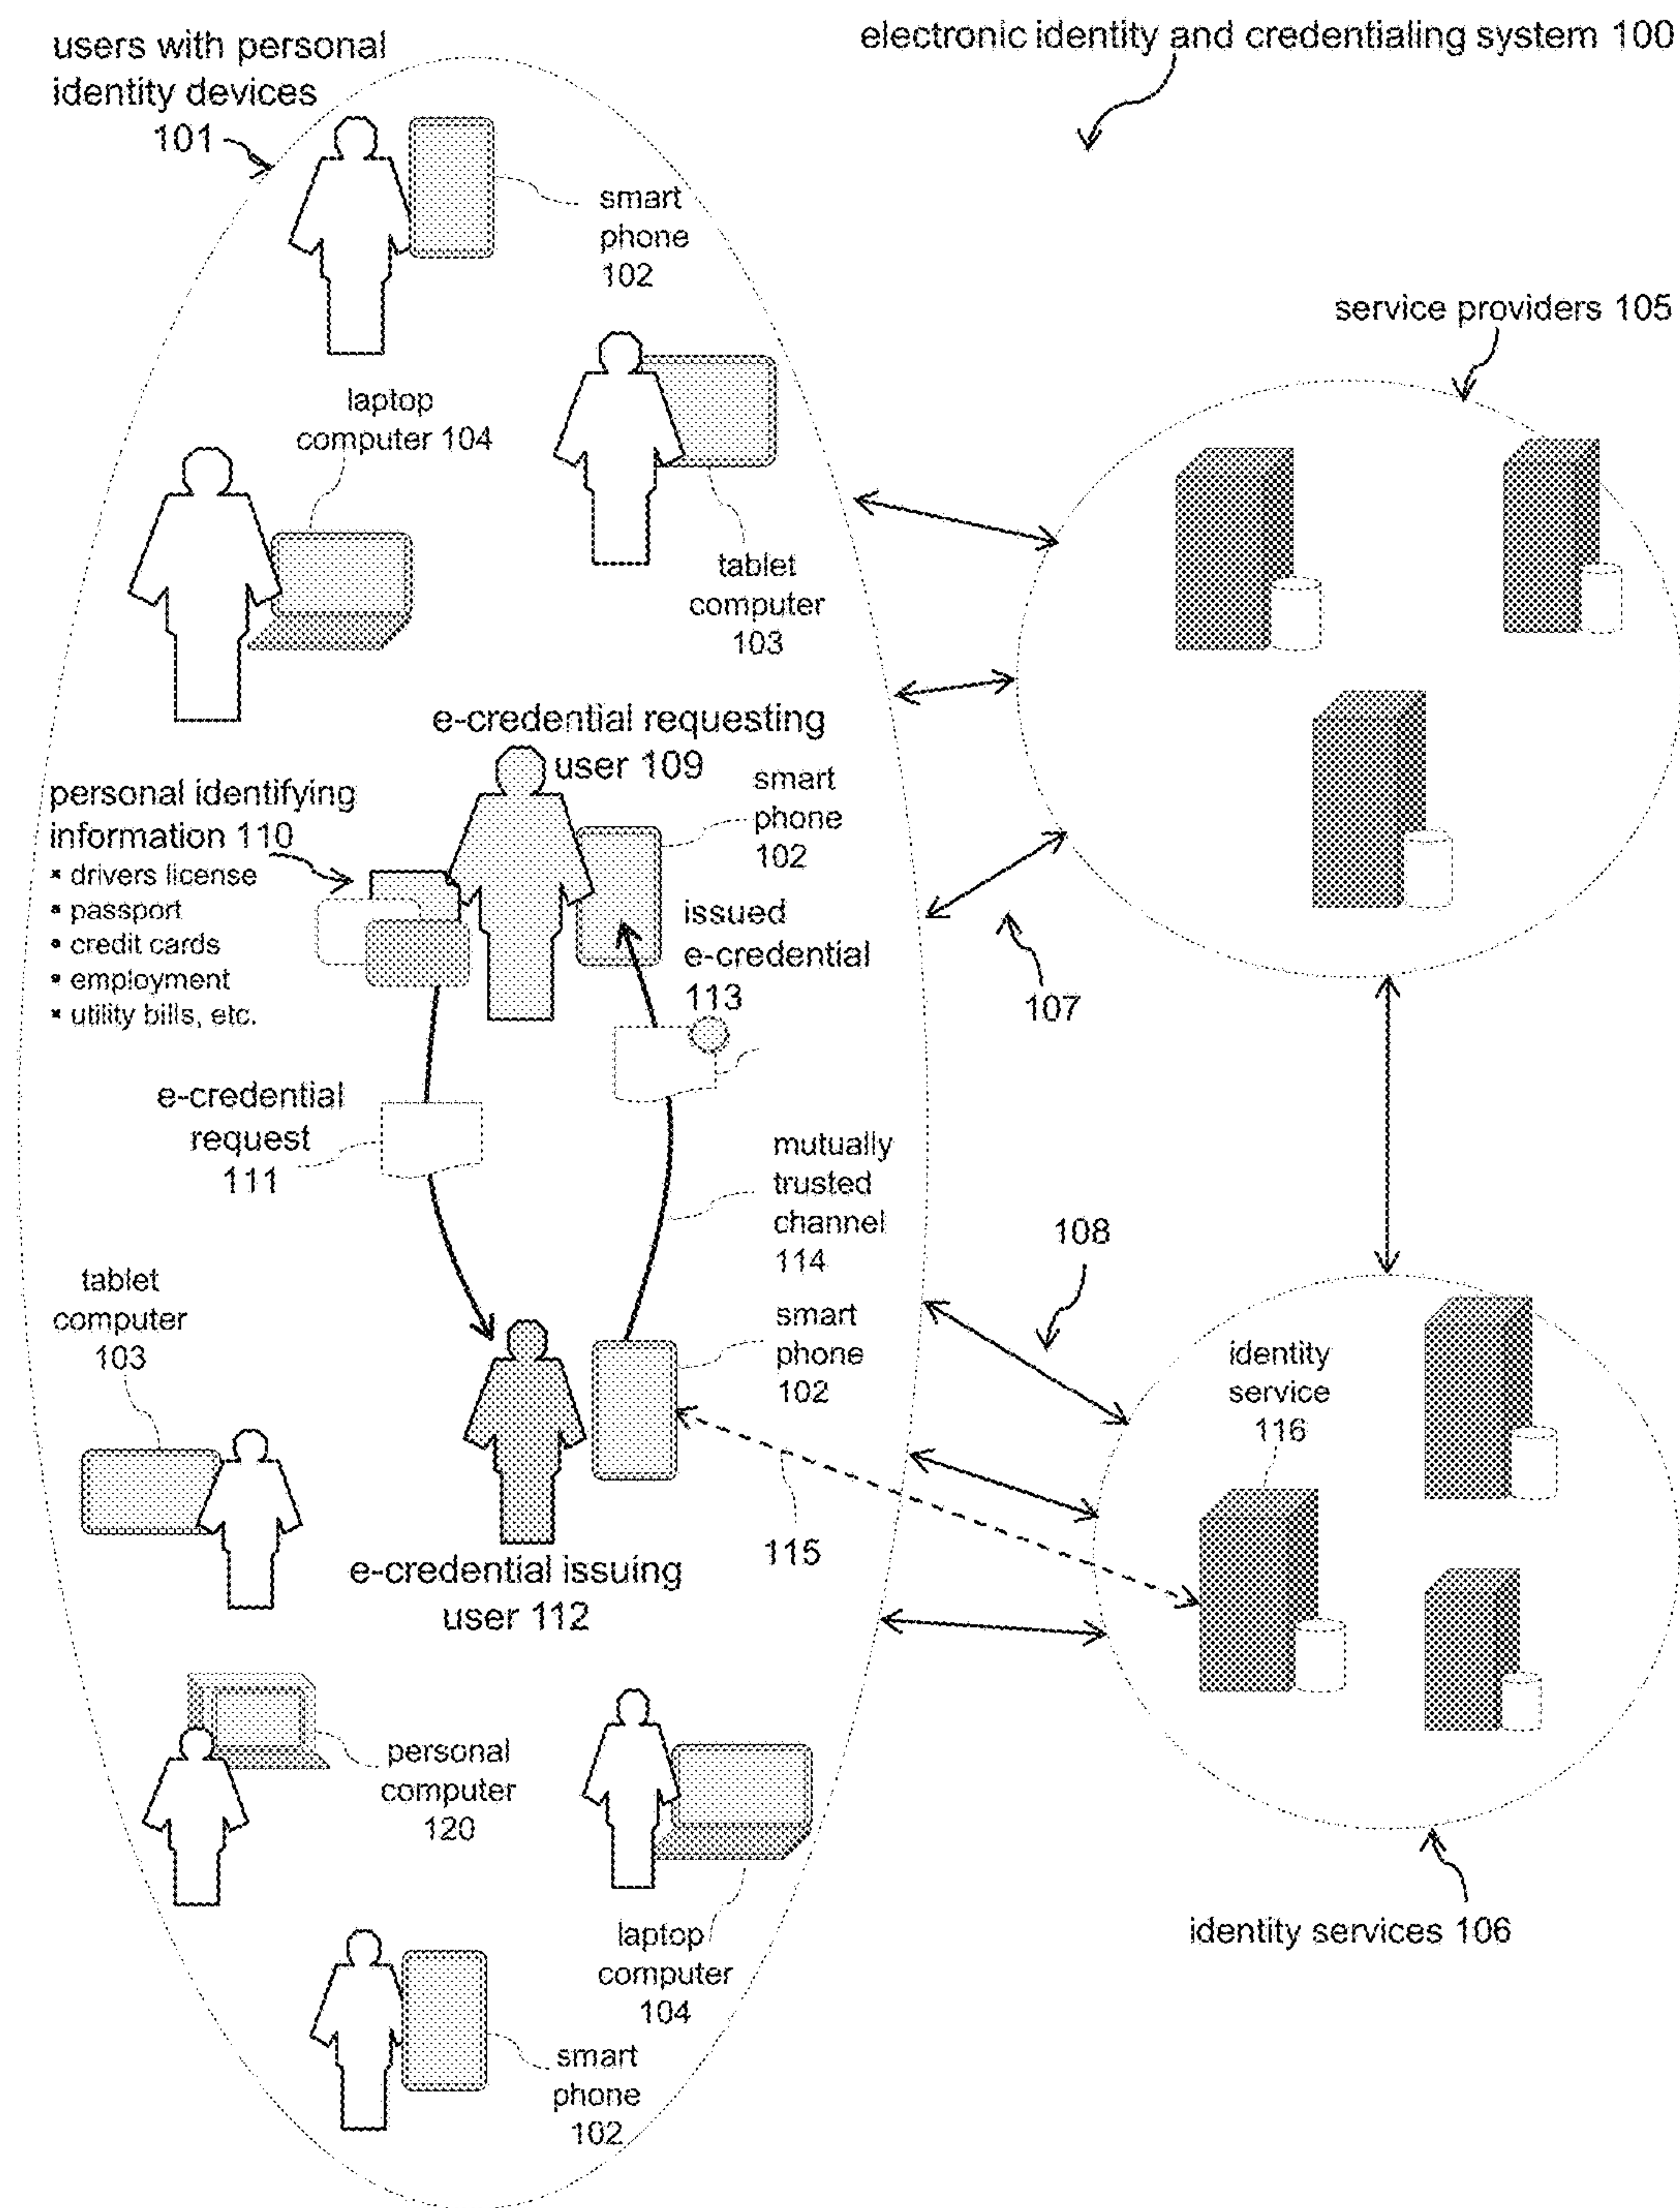 electronic identity and credentialing system 100
users with personal
identity devices
101
smart
phone
102
service providers 105
laptop
computer 104
tablet
computer
103
e-credential requesting
user 109
personal identifying
information 110
▪ drivers license
▪ passport
▪ credit cards
▪ employment
▪ utility bills, etc.
smart
phone
102
issued
e-credential
113
107
e-credential
request
111
mutually
trusted
channel
114
108
tablet
computer
103
smart
phone
102
identity
service
116
115
e-credential issuing
user 112
personal
computer
120
laptop
computer
104
identity services 106
smart
phone
102